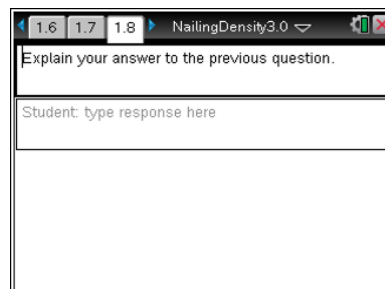 1.6 1.7 1.8 NailingDensity3.0
Explain your answer to the previous question.
Student: type response here